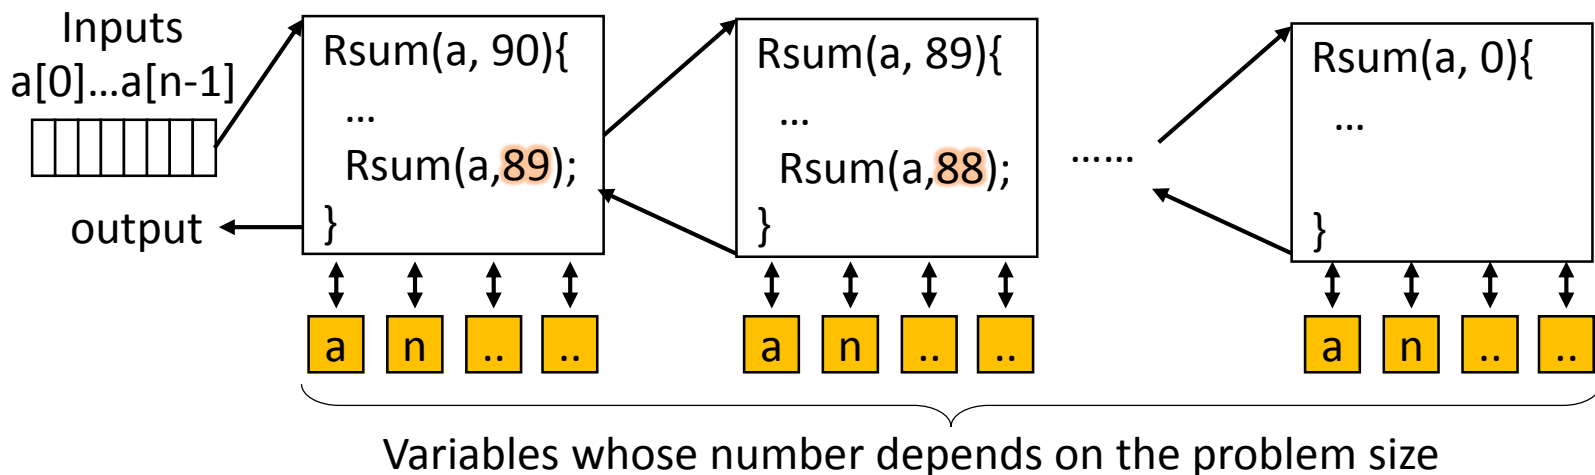 Inputs
a[0]...a[n-1]
output
Rsum(a, 90){
...
Rsum(a,89);
}
Rsum(a, 89){
...
Rsum(a,88);
}
......
Rsum(a, 0){
...
}
a n .. ..
a n .. ..
a n .. ..
Variables whose number depends on the problem size